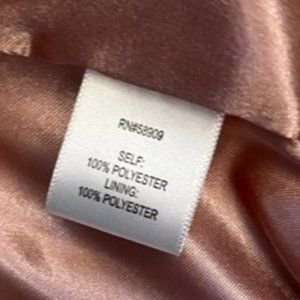 RN#58909
SELF:
100% POLYESTER
LINING:
100% POLYESTER